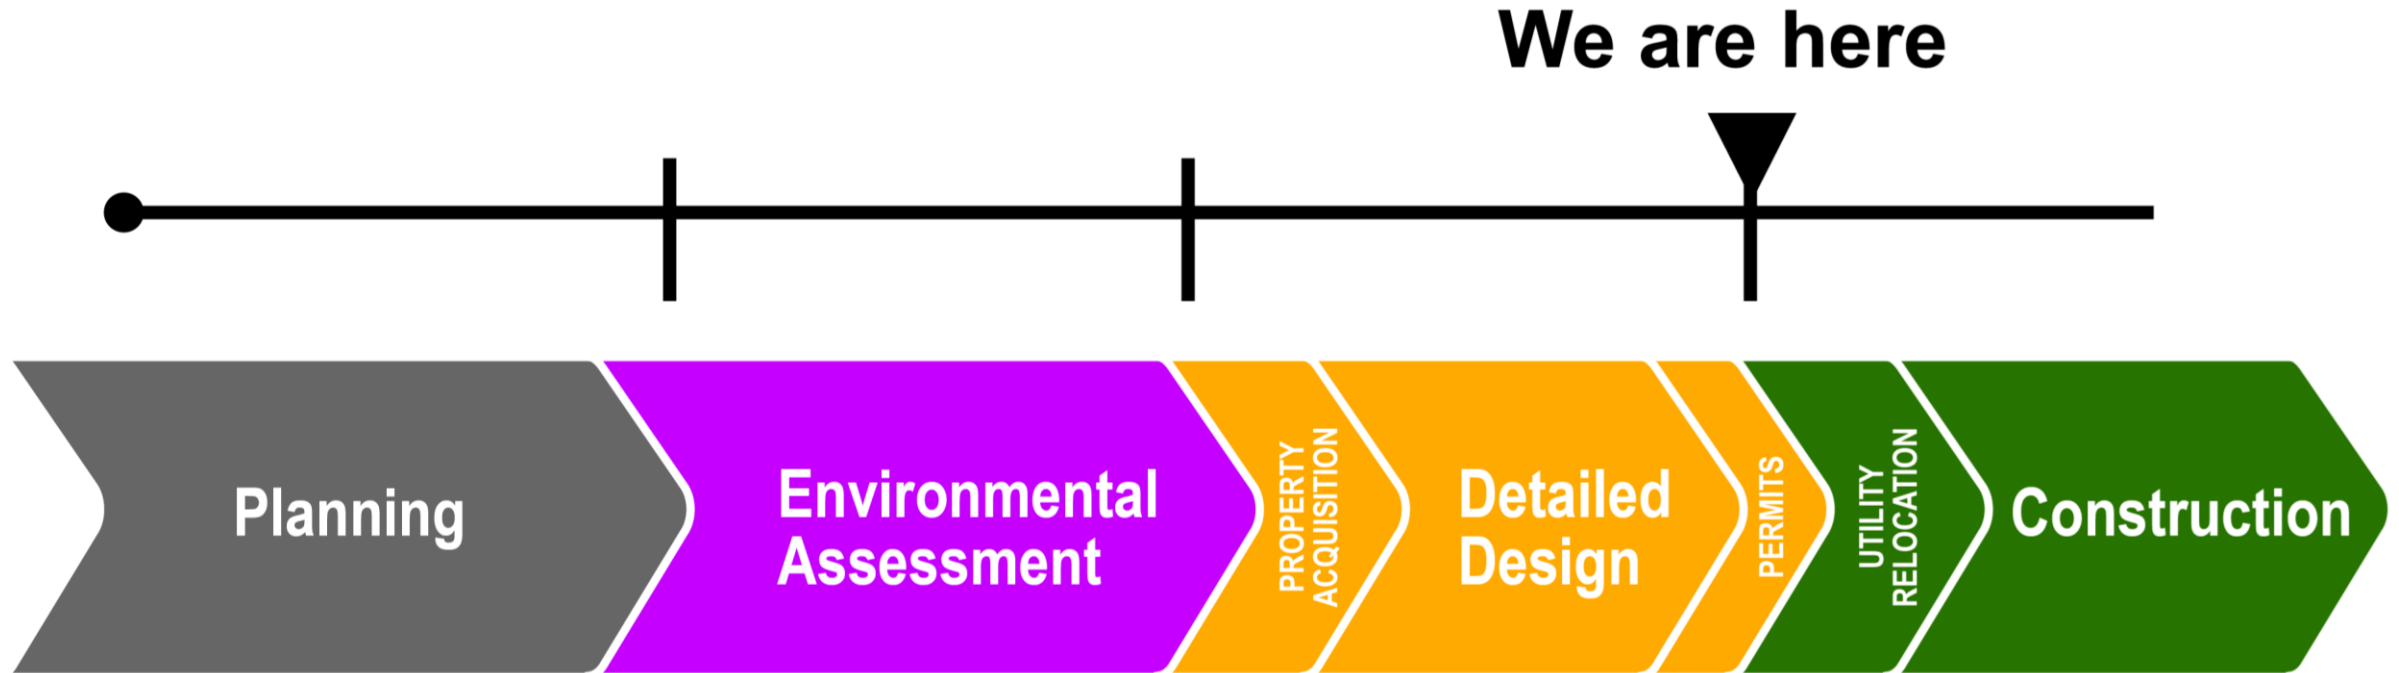 We are here
Planning
Environmental
Assessment
PROPERTY
ACQUISITION
Detailed
Design
PERMITS
UTILITY
RELOCATION
Construction